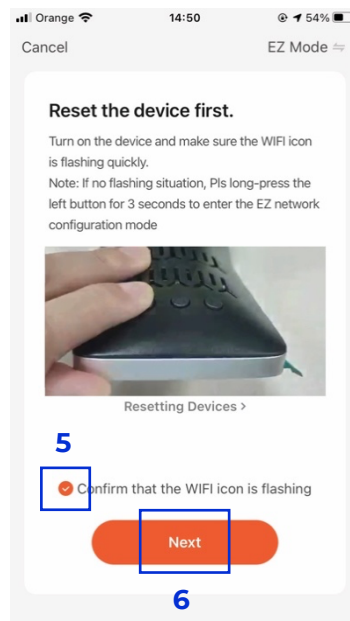 Orange 14:50 54%
Cancel EZ Mode
Reset the device first.
Turn on the device and make sure the WIFI icon
is flashing quickly.
Note: If no flashing situation, Pls long-press the
left button for 3 seconds to enter the EZ network
configuration mode
Resetting Devices >
5
Confirm that the WIFI icon is flashing
Next
6